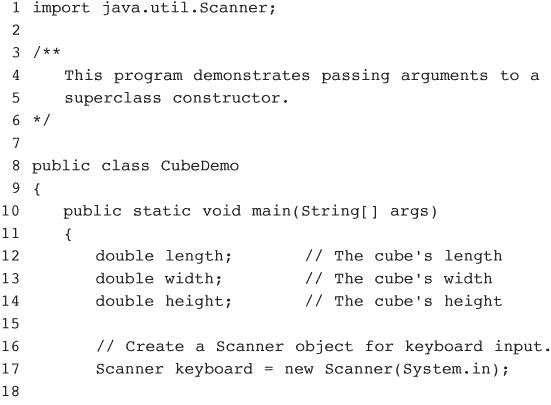 1 import java.util.Scanner;
2
3 /**
4    This program demonstrates passing arguments to a
5    superclass constructor.
6 */
7
8 public class CubeDemo
9 {
10    public static void main(String[] args)
11    {
12       double length;       // The cube's length
13       double width;        // The cube's width
14       double height;       // The cube's height
15
16       // Create a Scanner object for keyboard input.
17       Scanner keyboard = new Scanner(System.in);
18